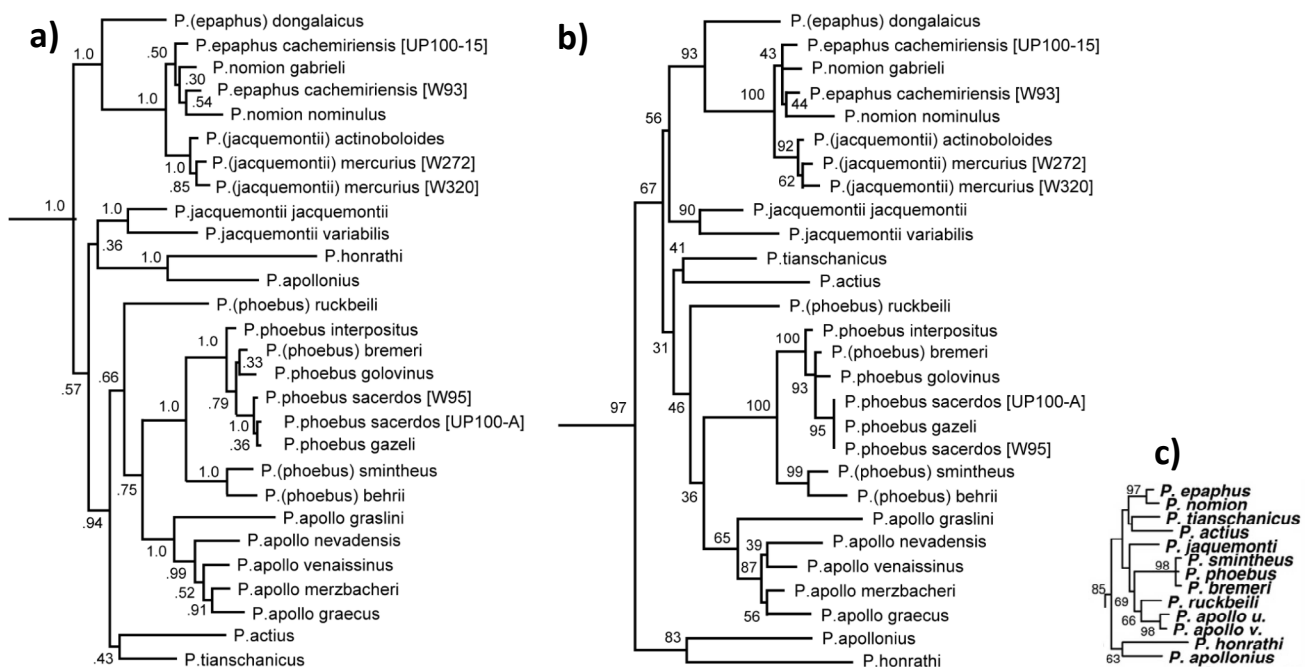 a)
1.0
P.(epaphus) dongalaicus
.50
P.epaphus cachemiriensis [UP100-15]
P.nomion gabrieli
.30
P.epaphus cachemiriensis [W93]
.54
1.0
P.nomion nominulus
P.(jacquemontii) actinoboloides
1.0
P.(jacquemontii) mercurius [W272]
.85
P.(jacquemontii) mercurius [W320]
1.0
1.0
P.jacquemontii jacquemontii
P.jacquemontii variabilis
.36
P.honrathi
1.0
P.apollonius
P.(phoebus) ruckbeili
P.phoebus interpositus
1.0
P.(phoebus) bremeri
.33
P.phoebus golovinus
.57
.66
P.phoebus sacerdos [W95]
.79
1.0
1.0
P.phoebus sacerdos [UP100-A]
.36
P.phoebus gazeli
P.(phoebus) smintheus
1.0
P.(phoebus) behrii
.75
P.apollo graslini
.94
P.apollo nevadensis
1.0
.99
P.apollo venaissinus
.52
P.apollo merzbacheri
.91
P.apollo graecus
P.actius
.43
P.tianschanicus
b)
93
P.(epaphus) dongalaicus
43
P.epaphus cachemiriensis [UP100-15]
P.nomion gabrieli
100
P.epaphus cachemiriensis [W93]
44
P.nomion nominulus
56
92
P.(jacquemontii) actinoboloides
P.(jacquemontii) mercurius [W272]
62
P.(jacquemontii) mercurius [W320]
67
90
P.jacquemontii jacquemontii
P.jacquemontii variabilis
41
P.tianschanicus
P.actius
P.(phoebus) ruckbeili
31
P.phoebus interpositus
100
P.(phoebus) bremeri
93
P.phoebus golovinus
97
46
100
P.phoebus sacerdos [UP100-A]
P.phoebus gazeli
95
P.phoebus sacerdos [W95]
99
P.(phoebus) smintheus
P.(phoebus) behrii
36
P.apollo graslini
65
39
P.apollo nevadensis
87
P.apollo venaissinus
P.apollo merzbacheri
56
P.apollo graecus
83
P.apollonius
P.honrathi
c)
97
P. epaphus
P. nomion
P. tianschanicus
P. actius
P. jaquemonti
P. smintheus
98
P. phoebus
85
P. bremeri
69
P. ruckbeili
66
P. apollo u.
98
P. apollo v.
P. honrathi
63
P. apollonius